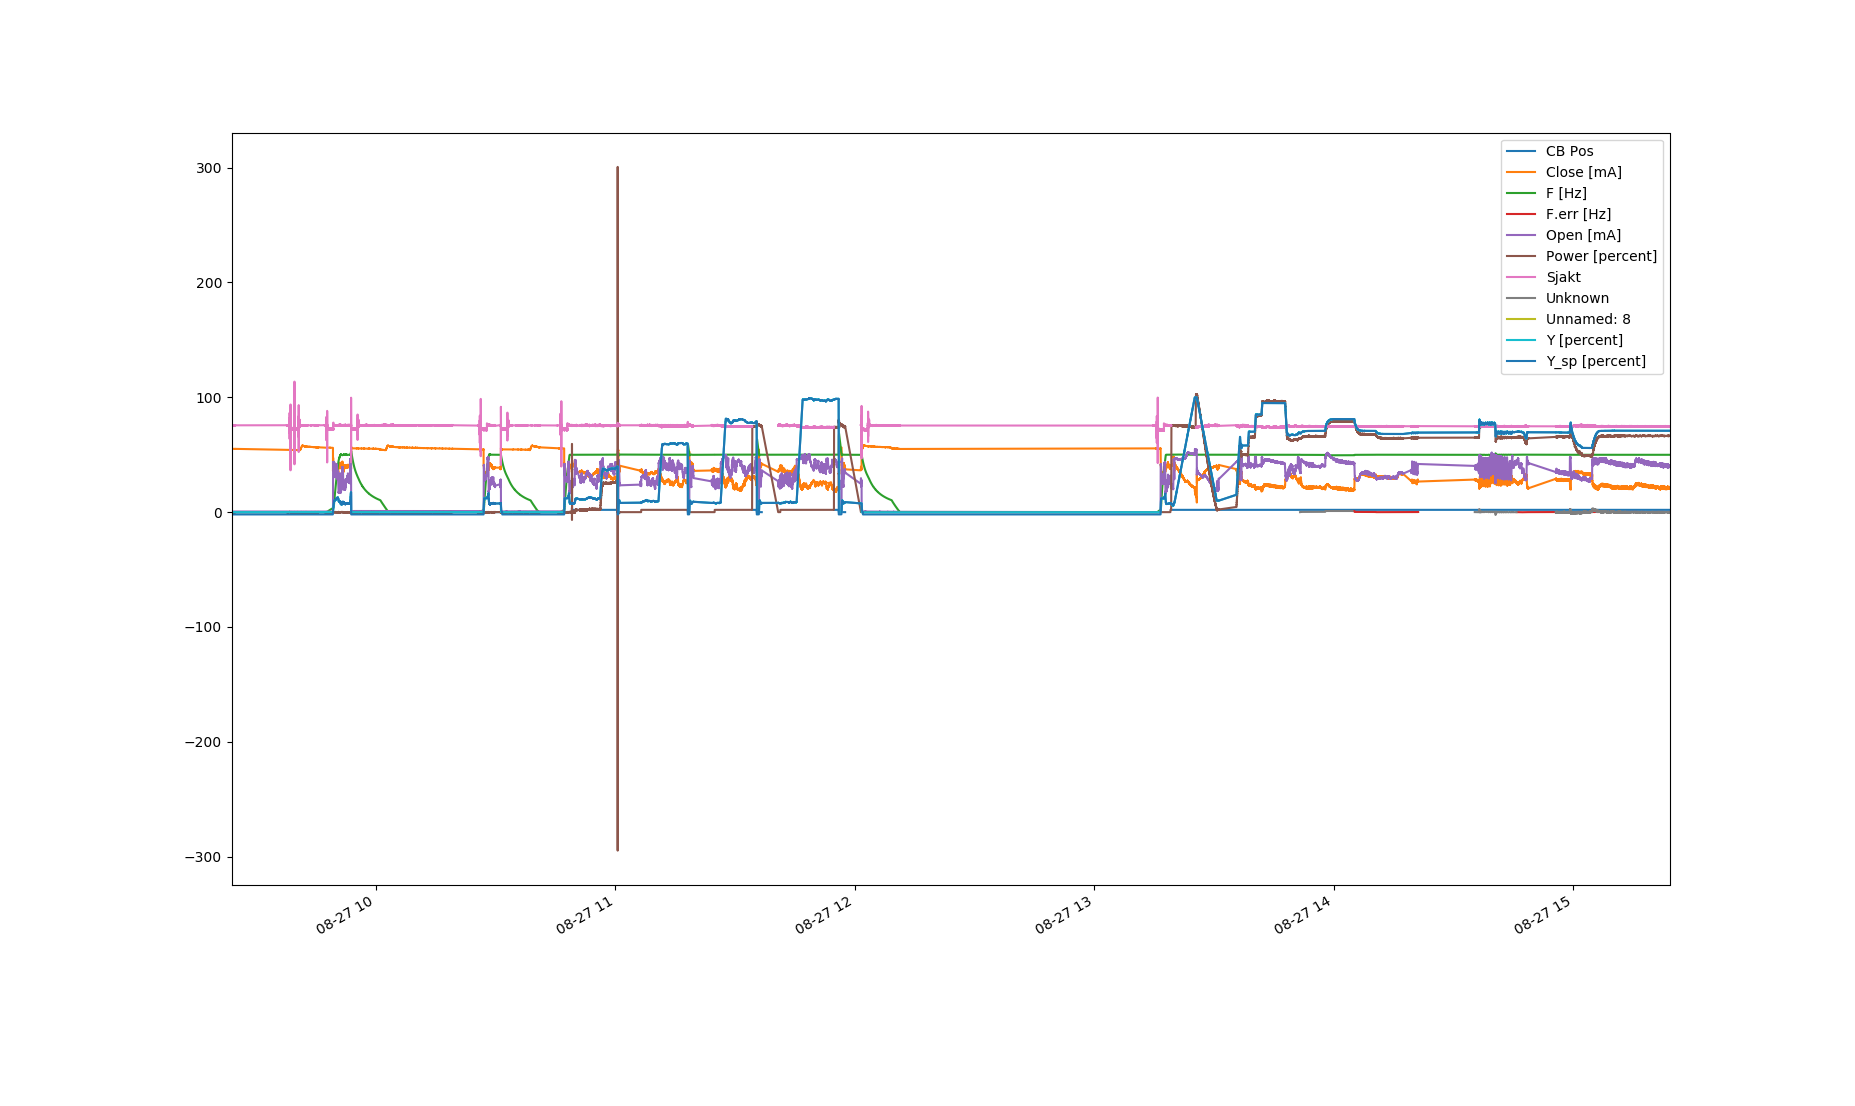 300
200
100
0
−100
−200
−300
CB Pos
Close [mA]
F [Hz]
F.err [Hz]
Open [mA]
Power [percent]
Sjakt
Unknown
Unnamed: 8
Y [percent]
Y_sp [percent]
08-27 10
08-27 11
08-27 12
08-27 13
08-27 14
08-27 15